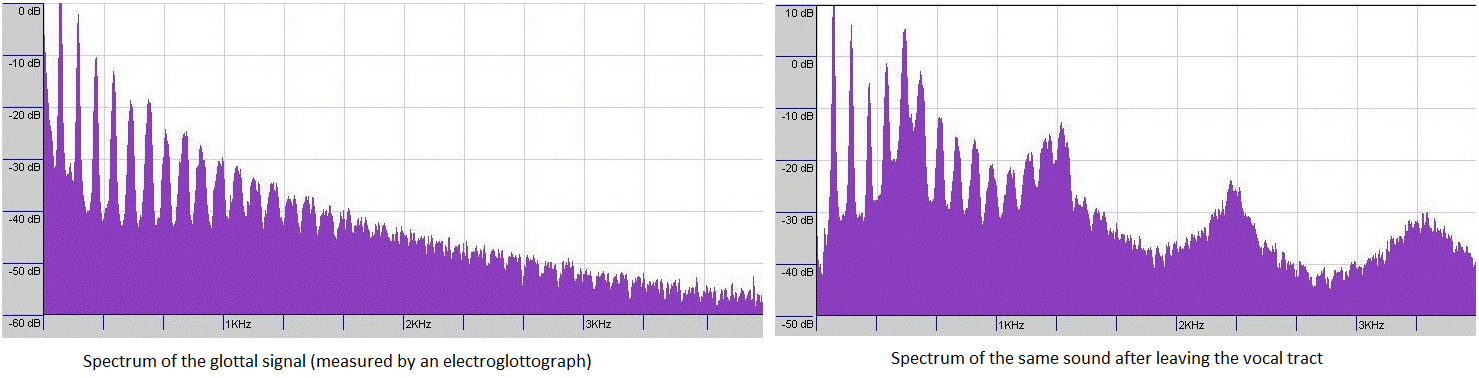 0 dB
-10 dB
-20 dB
-30 dB
-40 dB
-50 dB
-60 dB
1KHz 2KHz 3KHz
Spectrum of the glottal signal (measured by an electroglottograph)
10 dB
0 dB
-10 dB
-20 dB
-30 dB
-40 dB
-50 dB
1KHz 2KHz 3KHz
Spectrum of the same sound after leaving the vocal tract